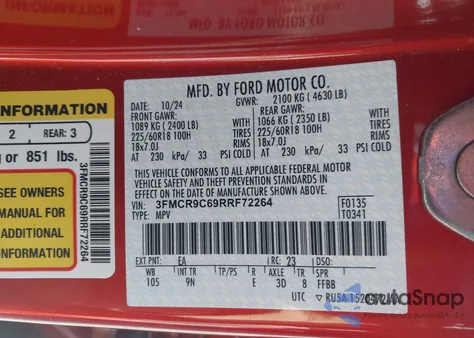 INFORMATION
2 REAR: 3
or 851 lbs.
SEE OWNERS
MANUAL FOR
ADDITIONAL
INFORMATION
3FMCR9C69RRF72264
MFD. BY FORD MOTOR CO.
DATE: 10/24 GVWR: 2100 KG ( 4630 LB)
FRONT GAWR: REAR GAWR:
1089 KG ( 2400 LB) 1066 KG ( 2350 LB)
225/60R18 100H TIRES 225/60R18 100H TIRES
18x7.0J RIMS 18x7.0J RIMS
AT 230 kPa/ 33 PSI COLD AT 230 kPa/ 33 PSI COLD
THIS VEHICLE CONFORMS TO ALL APPLICABLE FEDERAL MOTOR
VEHICLE SAFETY AND THEFT PREVENTION STANDARDS IN
EFFECT ON THE DATE OF MANUFACTURE SHOWN ABOVE.
VIN: 3FMCR9C69RRF72264 F0135
TYPE: MPV T0341
EXT PNT: EA RC: 23 DSO:
WB INT TR TP/PS R AXLE TR SPR
105 9N E 3D 8 FFBB
UTC
autoSnap